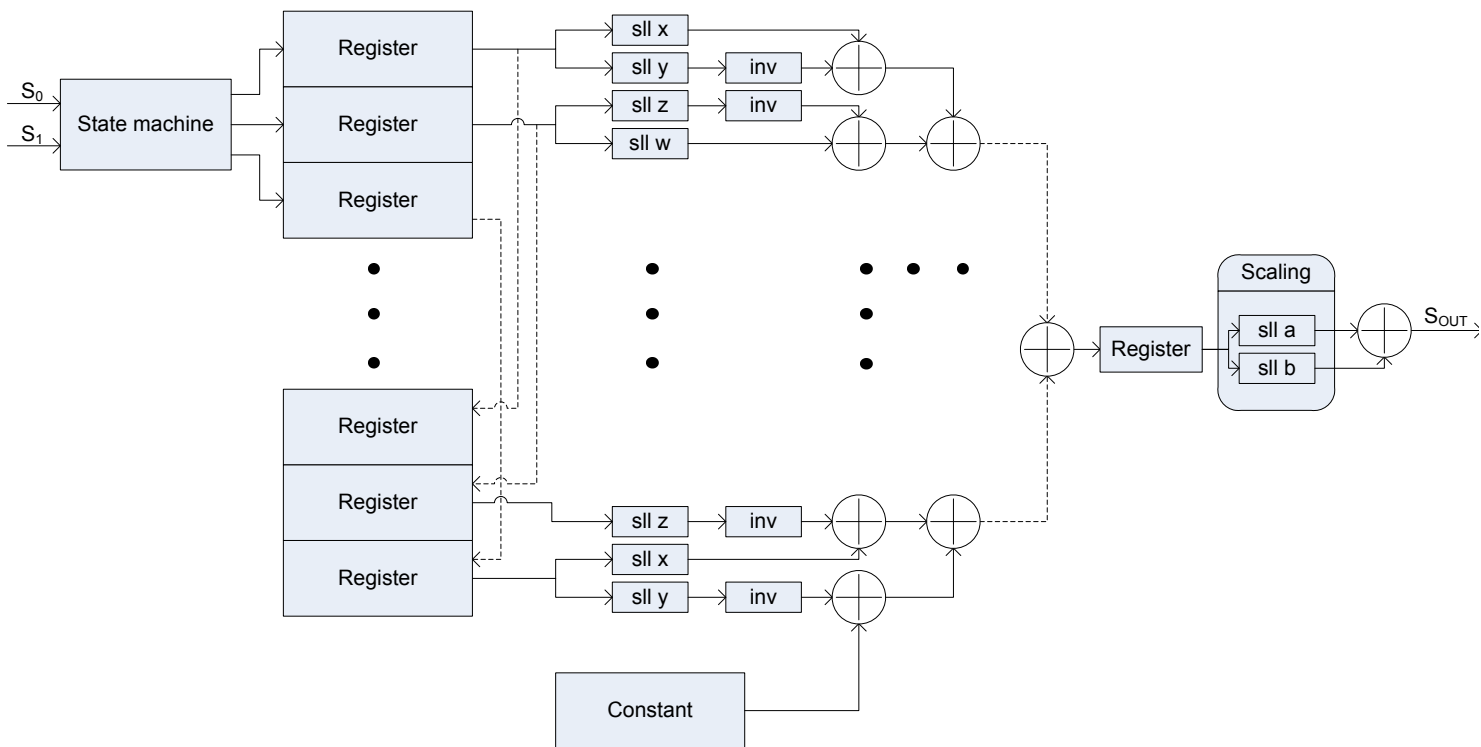 S0
S1
State machine
Register
Register
Register
sll x
sll y
inv
sll z
inv
sll w
Register
Register
Register
sll z
inv
sll x
sll y
inv
Constant
Register
Scaling
sll a
sll b
SOUT